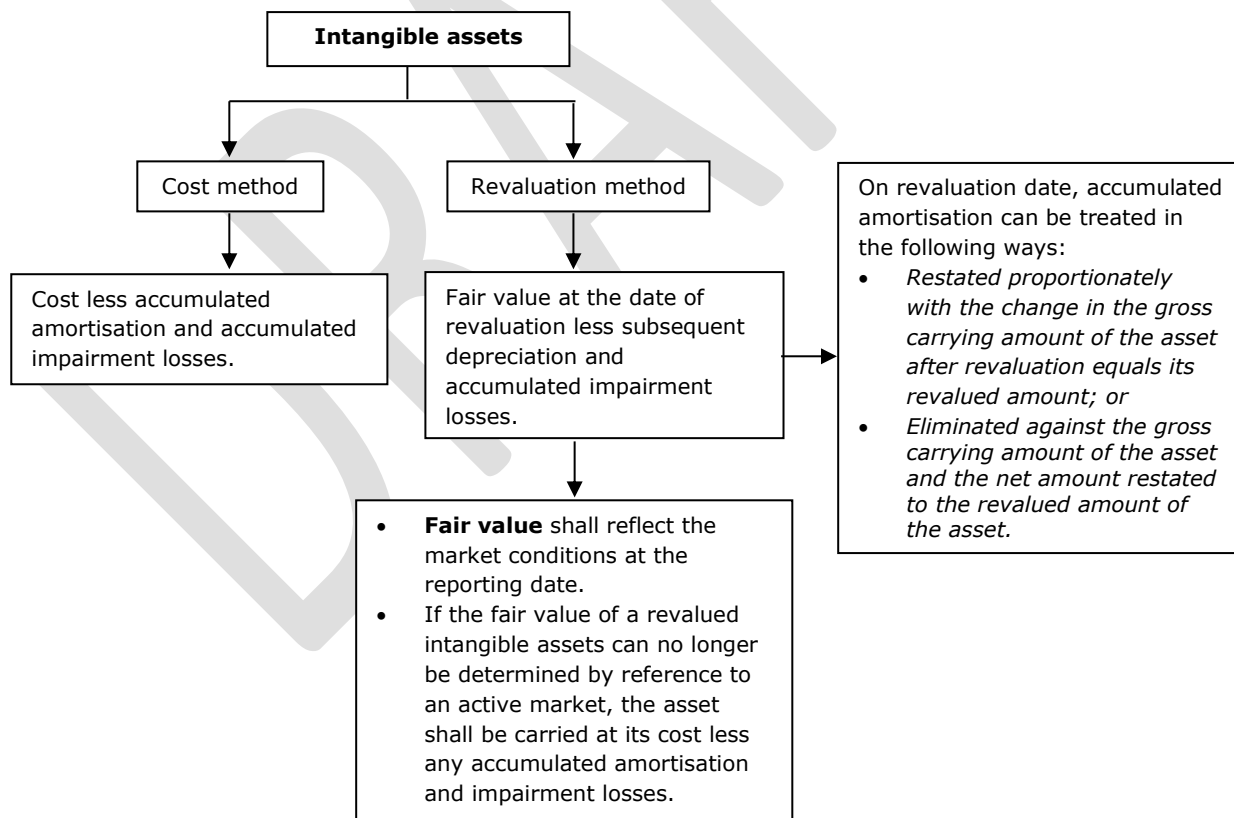 Intangible assets
Cost method
Revaluation method
Cost less accumulated
amortisation and accumulated
impairment losses.
Fair value at the date of
revaluation less subsequent
depreciation and
accumulated impairment
losses.
On revaluation date, accumulated
amortisation can be treated in
the following ways:
• Restated proportionately
with the change in the gross
carrying amount of the asset
after revaluation equals its
revalued amount; or
• Eliminated against the gross
carrying amount of the asset
and the net amount restated
to the revalued amount of
the asset.
• Fair value shall reflect the
market conditions at the
reporting date.
• If the fair value of a revalued
intangible assets can no longer
be determined by reference to
an active market, the asset
shall be carried at its cost less
any accumulated amortisation
and impairment losses.